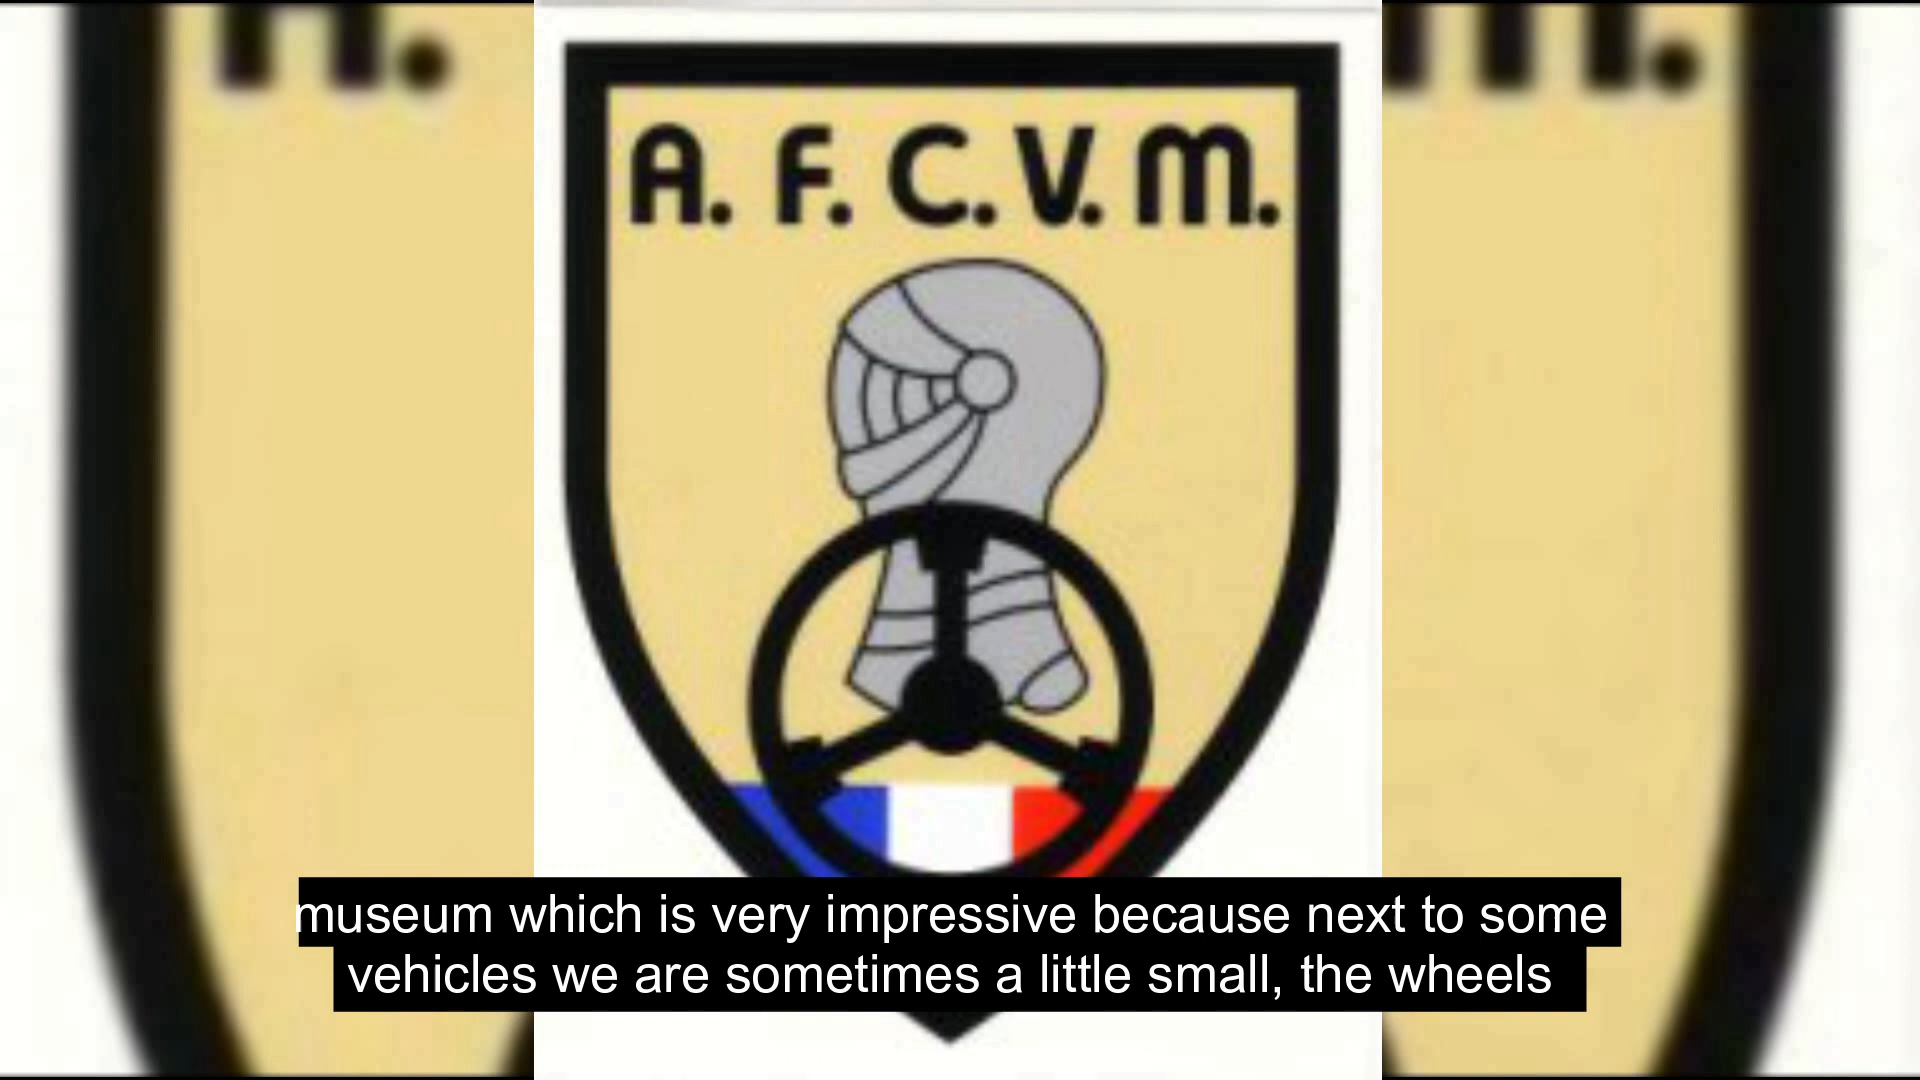 A. F. C. V. M.
museum which is very impressive because next to some
vehicles we are sometimes a little small, the wheels